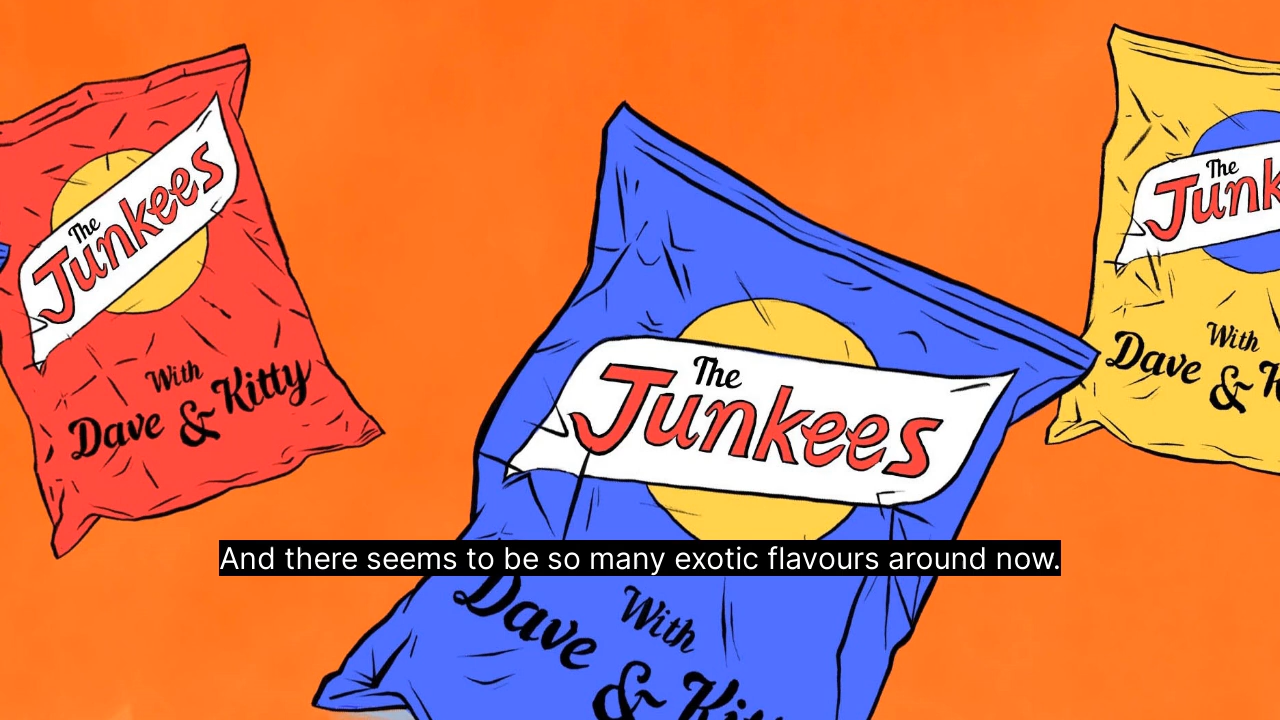 The
Junkees
With
Dave & Kitty
The
Junkees
With
Dave &
The
Junk
With
Dave &
And there seems to be so many exotic flavours around now.